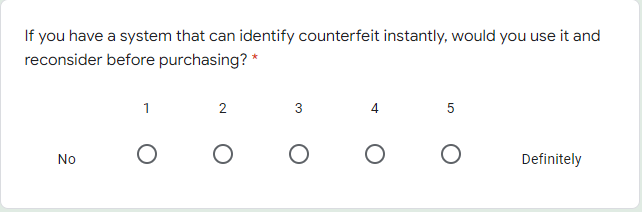 If you have a system that can identify counterfeit instantly, would you use it and
reconsider before purchasing? *
1 2 3 4 5
No Definitely